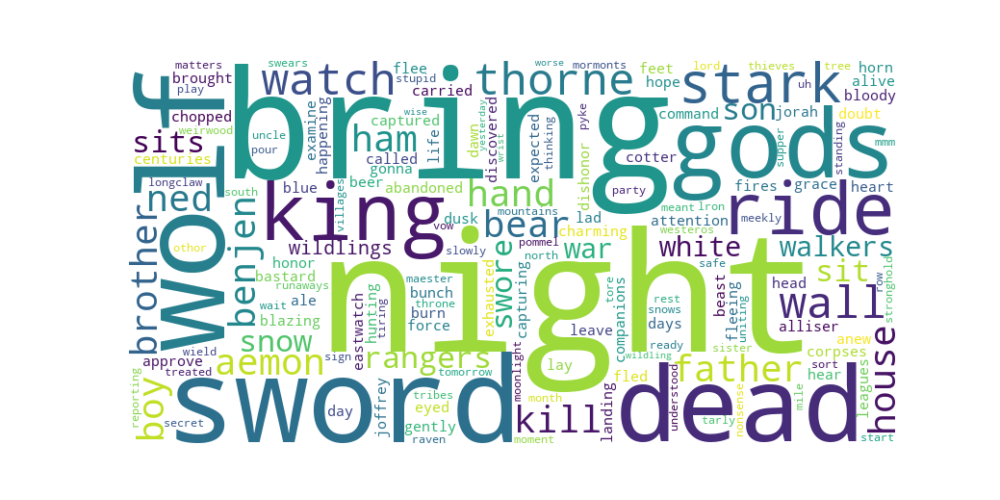 matters
swears
worse
mormonts
lord
thieves
tree
horn
brought
play
watch
flee
stupid
carried
thorne
feet
hope
stark
uh
alive
chopped
bring
wolf
examine
happening
captured
wise
discovered
expected
thinking
pyke
command
son
jorah
doubt
bloody
sits
weirwood
uncle
pour
ham
called
life
dawn
yesterday
wrist
cotter
supper
standing
gods
mmm
centuries
longclaw
ned
south
blue
beer
gonna
abandoned
hand
dishonor
party
fires
grace
heart
brother
benjen
king
villages
vow
dusk
mountains
lad
attention
meant
iron
meekly
ride
wildlings
slowly
bear
pommel
charming
westeros
honor
bastard
maester
north
war
white
safe
walkers
othor
runaways
hunting
bunch
exhausted
swore
capturing
companions
tore
rest
days
beast
fleeing
uniting
head
sit
row
stronghold
snow
wait
ale
blazing
eastwatch
tiring
throne
burn
force
night
leave
snows
ready
alliser
wall
house
approve
wield
sign
aemon
rangers
tomorrow
moonlight
lay
fled
wildling
sister
father
anew
corpses
sort
hear
leagues
reporting
boy
treated
secret
sword
day
joffrey
tribes
eyed
gently
raven
month
moment
kill
landing
understood
dead
tarly
nonsense
mile
start